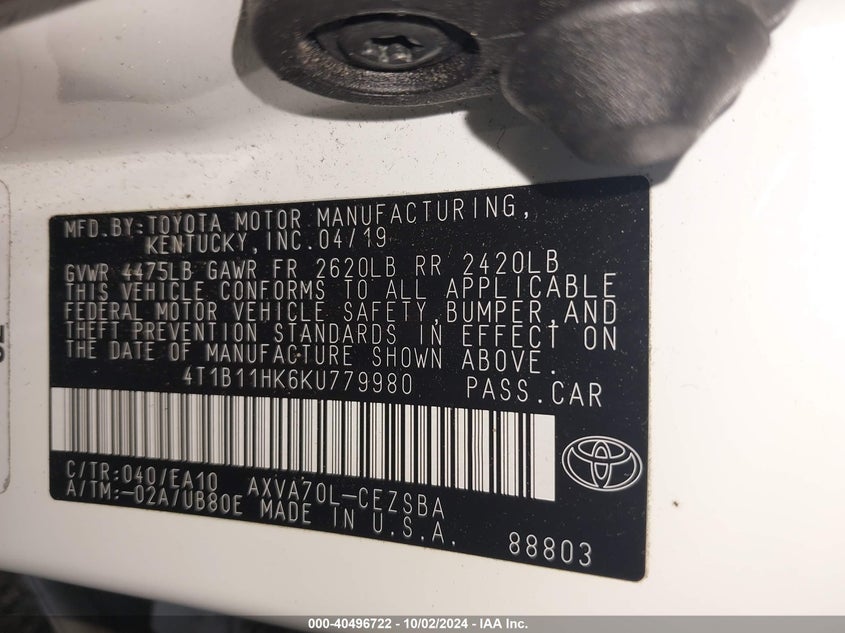 MFD.BY:TOYOTA MOTOR MANUFACTURING,
KENTUCKY,INC.04/19
GVWR 4475LB GAWR FR 2620LB RR 2420LB
THIS VEHICLE CONFORMS TO ALL APPLICABLE
FEDERAL MOTOR VEHICLE SAFETY,BUMPER,AND
THEFT PREVENTION STANDARDS IN EFFECT ON
THE DATE OF MANUFACTURE SHOWN ABOVE.
4T1B11HK6KU779980 PASS.CAR
C/TR:040/EA10 AXVA70L-CEZSBA
A/TM:-02A/UB80E MADE IN U.S.A.
88803
000-40496722 - 10/02/2024 - IAA Inc.